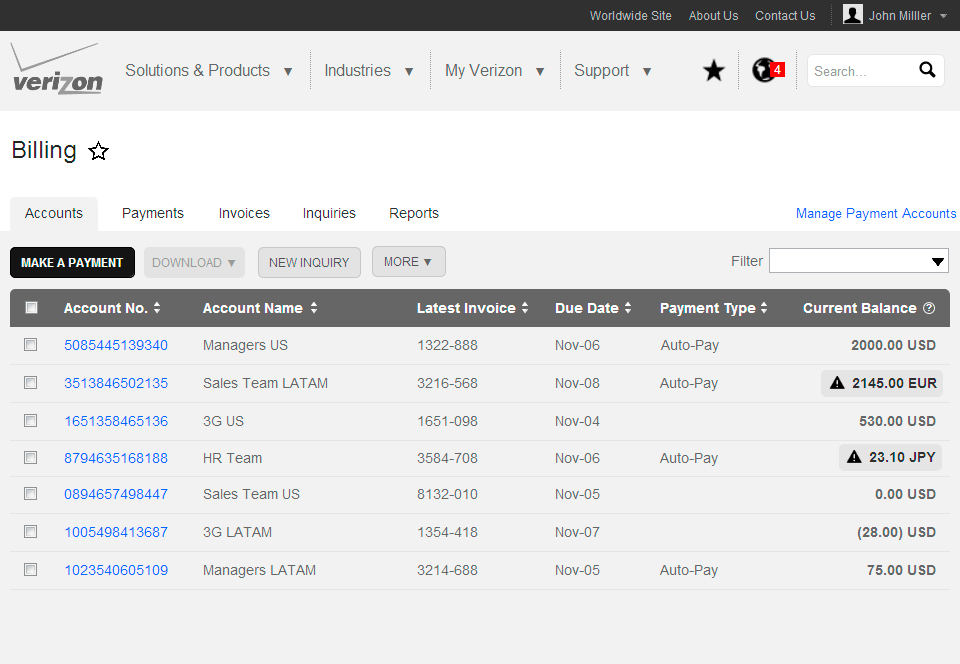 Worldwide Site About Us Contact Us John Milller
verizon Solutions & Products ▼ Industries ▼ My Verizon ▼ Support ▼ 4 Search...
Billing
Accounts Payments Invoices Inquiries Reports Manage Payment Accounts
MAKE A PAYMENT DOWNLOAD ▼ NEW INQUIRY MORE ▼ Filter
Account No. Account Name Latest Invoice Due Date Payment Type Current Balance ?
5085445139340 Managers US 1322-888 Nov-06 Auto-Pay 2000.00 USD
3513846502135 Sales Team LATAM 3216-568 Nov-08 Auto-Pay 2145.00 EUR
1651358465136 3G US 1651-098 Nov-04 530.00 USD
8794635168188 HR Team 3584-708 Nov-06 Auto-Pay 23.10 JPY
0894657498447 Sales Team US 8132-010 Nov-05 0.00 USD
1005498413687 3G LATAM 1354-418 Nov-07 (28.00) USD
1023540605109 Managers LATAM 3214-688 Nov-05 Auto-Pay 75.00 USD